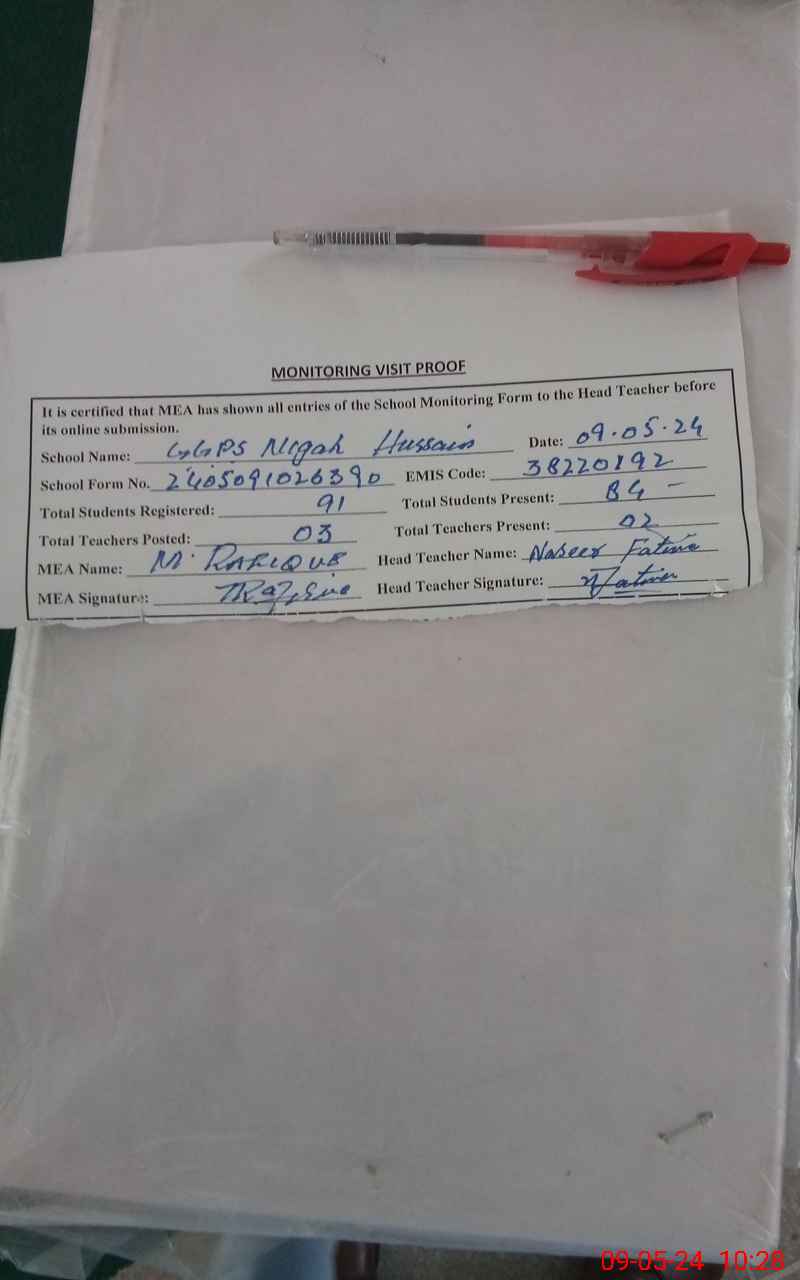 MONITORING VISIT PROOF
It is certified that MEA has shown all entries of the School Monitoring Form to the Head Teacher before
its online submission.
School Name: GGPS Nigah Hussain Date: 09.05.24
School Form No. 2405091026390 EMIS Code: 38220192
Total Students Registered: 91 Total Students Present: 84 -
Total Teachers Posted: 03 Total Teachers Present: 02
MEA Name: M. RAFIQUE Head Teacher Name: Naseer Fatima
MEA Signature: Head Teacher Signature: NFatima
09-05-24 10:28